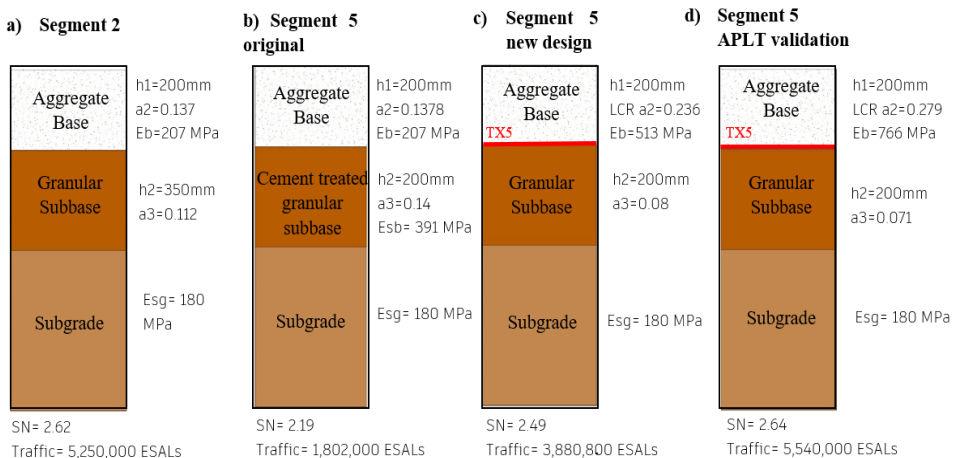 a) Segment 2
Aggregate
Base
Granular
Subbase
Subgrade
h1=200mm
a2=0.137
Eb=207 MPa
h2=350mm
a3=0.112
Esg= 180
MPa
SN= 2.62
Traffic= 5,250,000 ESALs
b) Segment 5
original
Aggregate
Base
Cement treated
granular
subbase
Subgrade
h1=200mm
a2=0.1378
Eb=207 MPa
h2=200mm
a3=0.14
Esb= 391 MPa
Esg= 180 MPa
SN= 2.19
Traffic= 1,802,000 ESALs
c) Segment 5
new design
Aggregate
Base
TX5
Granular
Subbase
Subgrade
h1=200mm
LCR a2=0.236
Eb=513 MPa
h2=200mm
a3=0.08
Esg= 180 MPa
SN= 2.49
Traffic= 3,880,800 ESALs
d) Segment 5
APLT validation
Aggregate
Base
TX5
Granular
Subbase
Subgrade
h1=200mm
LCR a2=0.279
Eb=766 MPa
h2=200mm
a3=0.071
Esg= 180 MPa
SN= 2.64
Traffic= 5,540,000 ESALs